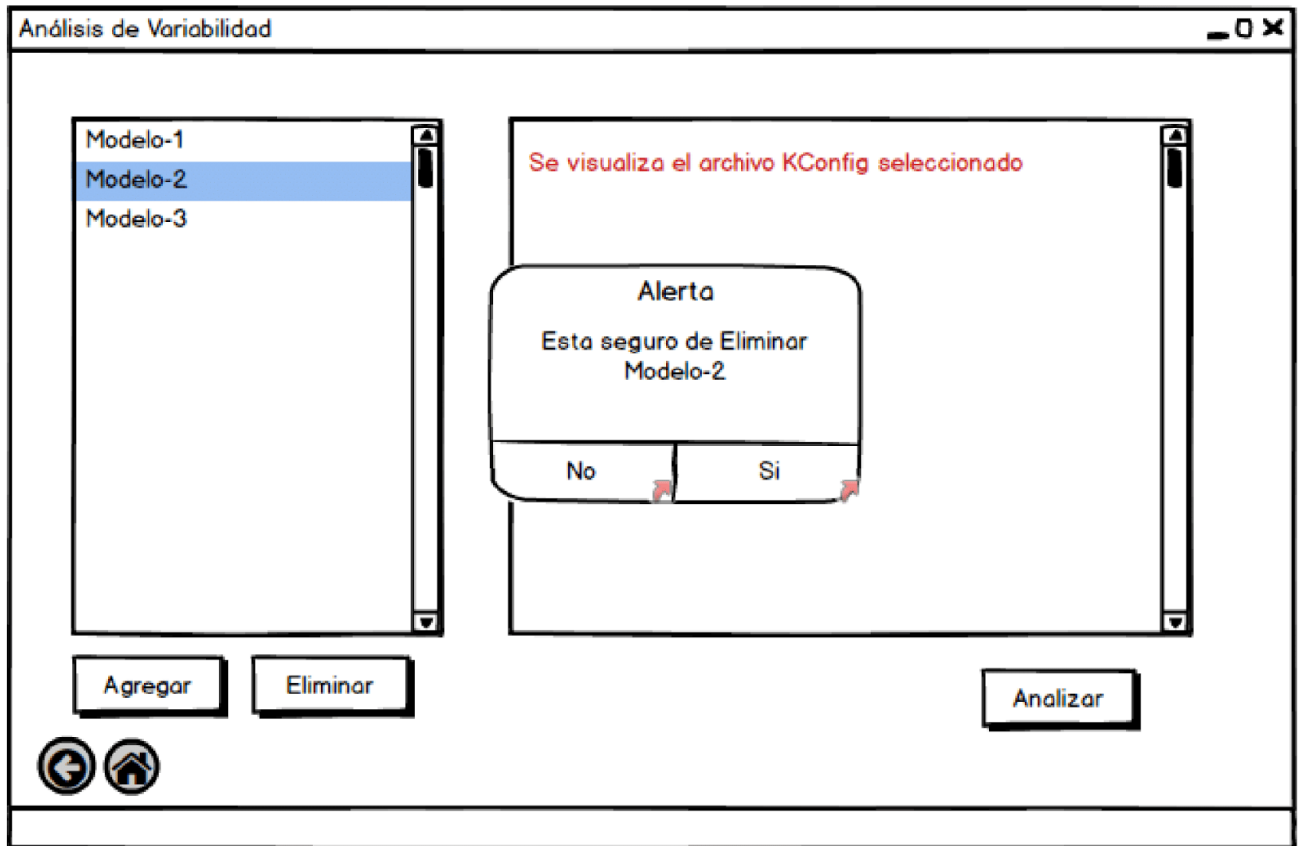 Análisis de Variabilidad
Modelo-1
Modelo-2
Modelo-3
Se visualiza el archivo KConfig seleccionado
Alerta
Esta seguro de Eliminar
Modelo-2
No
Si
Agregar
Eliminar
Analizar